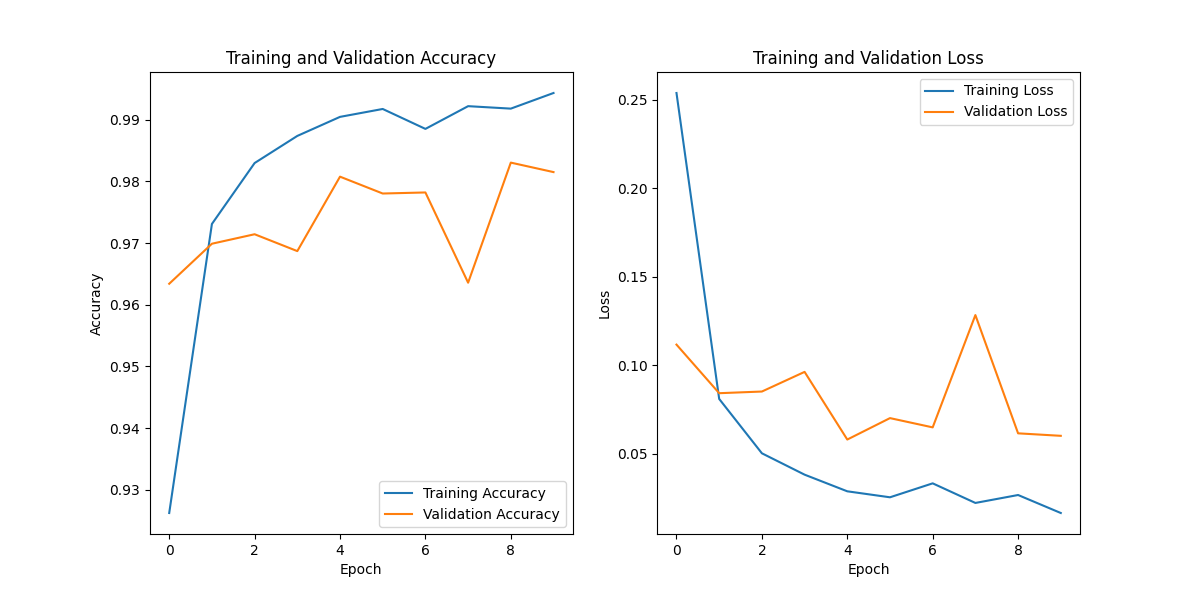 Training and Validation Accuracy
Accuracy
0.99
0.98
0.97
0.96
0.95
0.94
0.93
Training Accuracy
Validation Accuracy
0 2 4 6 8
Epoch
Training and Validation Loss
Loss
0.25
0.20
0.15
0.10
0.05
Training Loss
Validation Loss
0 2 4 6 8
Epoch